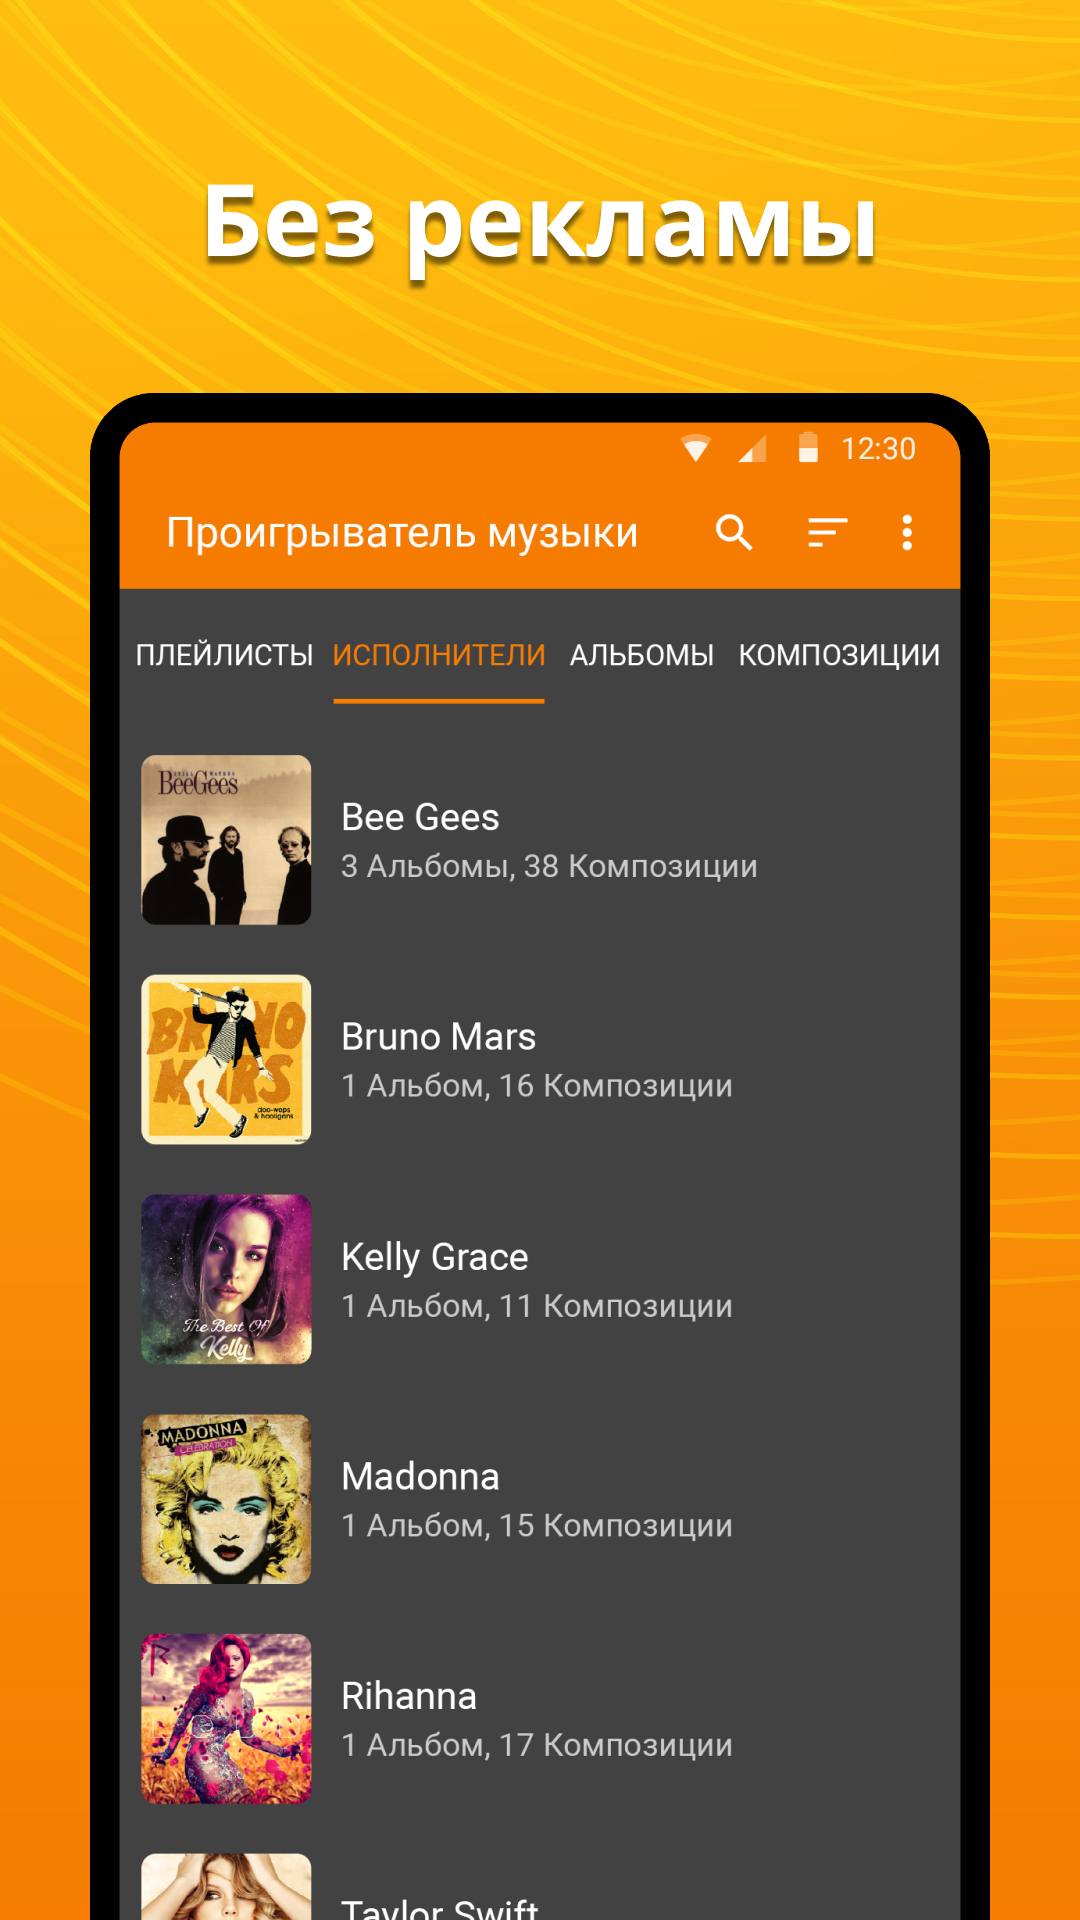 Без рекламы
12:30
Проигрыватель музыки
ПЛЕЙЛИСТЫ ИСПОЛНИТЕЛИ АЛЬБОМЫ КОМПОЗИЦИИ
BeeGees
Bee Gees
3 Альбомы, 38 Композиции
BRUNO
MARS
doo-wops
& hooligans
Bruno Mars
1 Альбом, 16 Композиции
The Best Of
Kelly
Kelly Grace
1 Альбом, 11 Композиции
MADONNA
CELEBRATION
Madonna
1 Альбом, 15 Композиции
R
Rihanna
1 Альбом, 17 Композиции
Taylor Swift